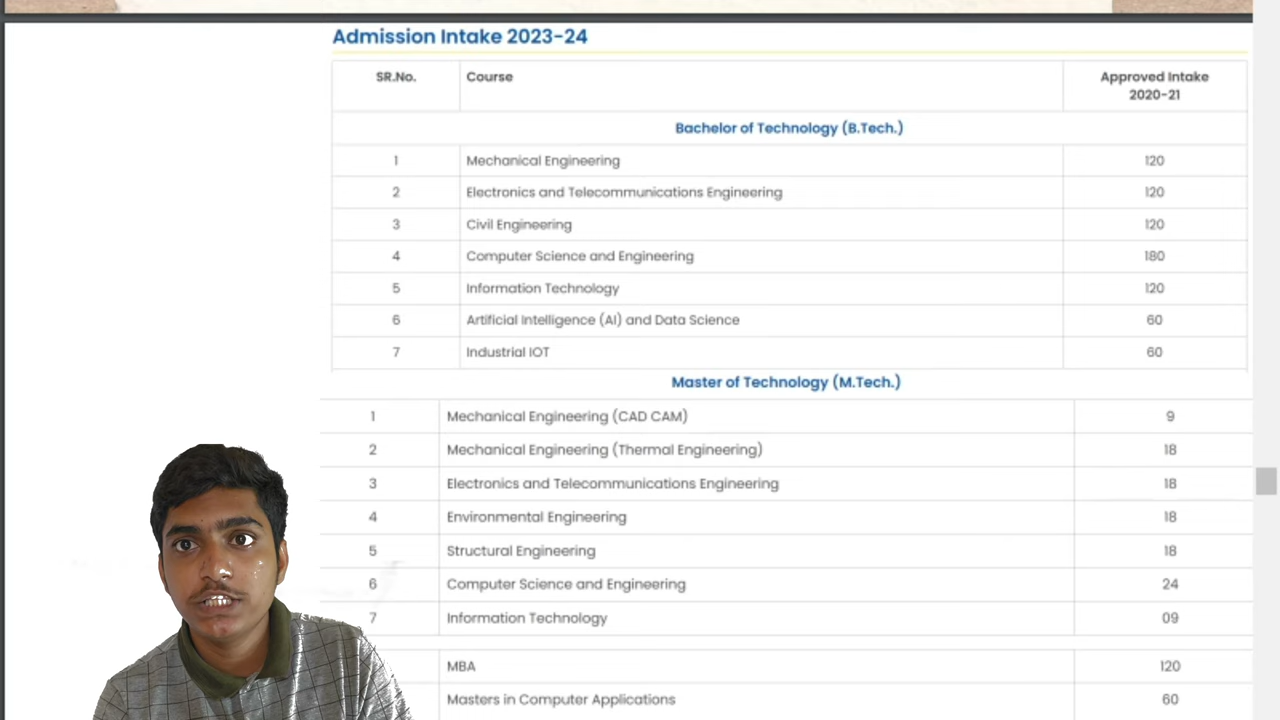 Admission Intake 2023-24
SR.No. Course Approved Intake
2020-21
Bachelor of Technology (B.Tech.)
1 Mechanical Engineering 120
2 Electronics and Telecommunications Engineering 120
3 Civil Engineering 120
4 Computer Science and Engineering 180
5 Information Technology 120
6 Artificial Intelligence (AI) and Data Science 60
7 Industrial IOT 60
Master of Technology (M.Tech.)
1 Mechanical Engineering (CAD CAM) 9
2 Mechanical Engineering (Thermal Engineering) 18
3 Electronics and Telecommunications Engineering 18
4 Environmental Engineering 18
5 Structural Engineering 18
6 Computer Science and Engineering 24
7 Information Technology 09
MBA 120
Masters in Computer Applications 60